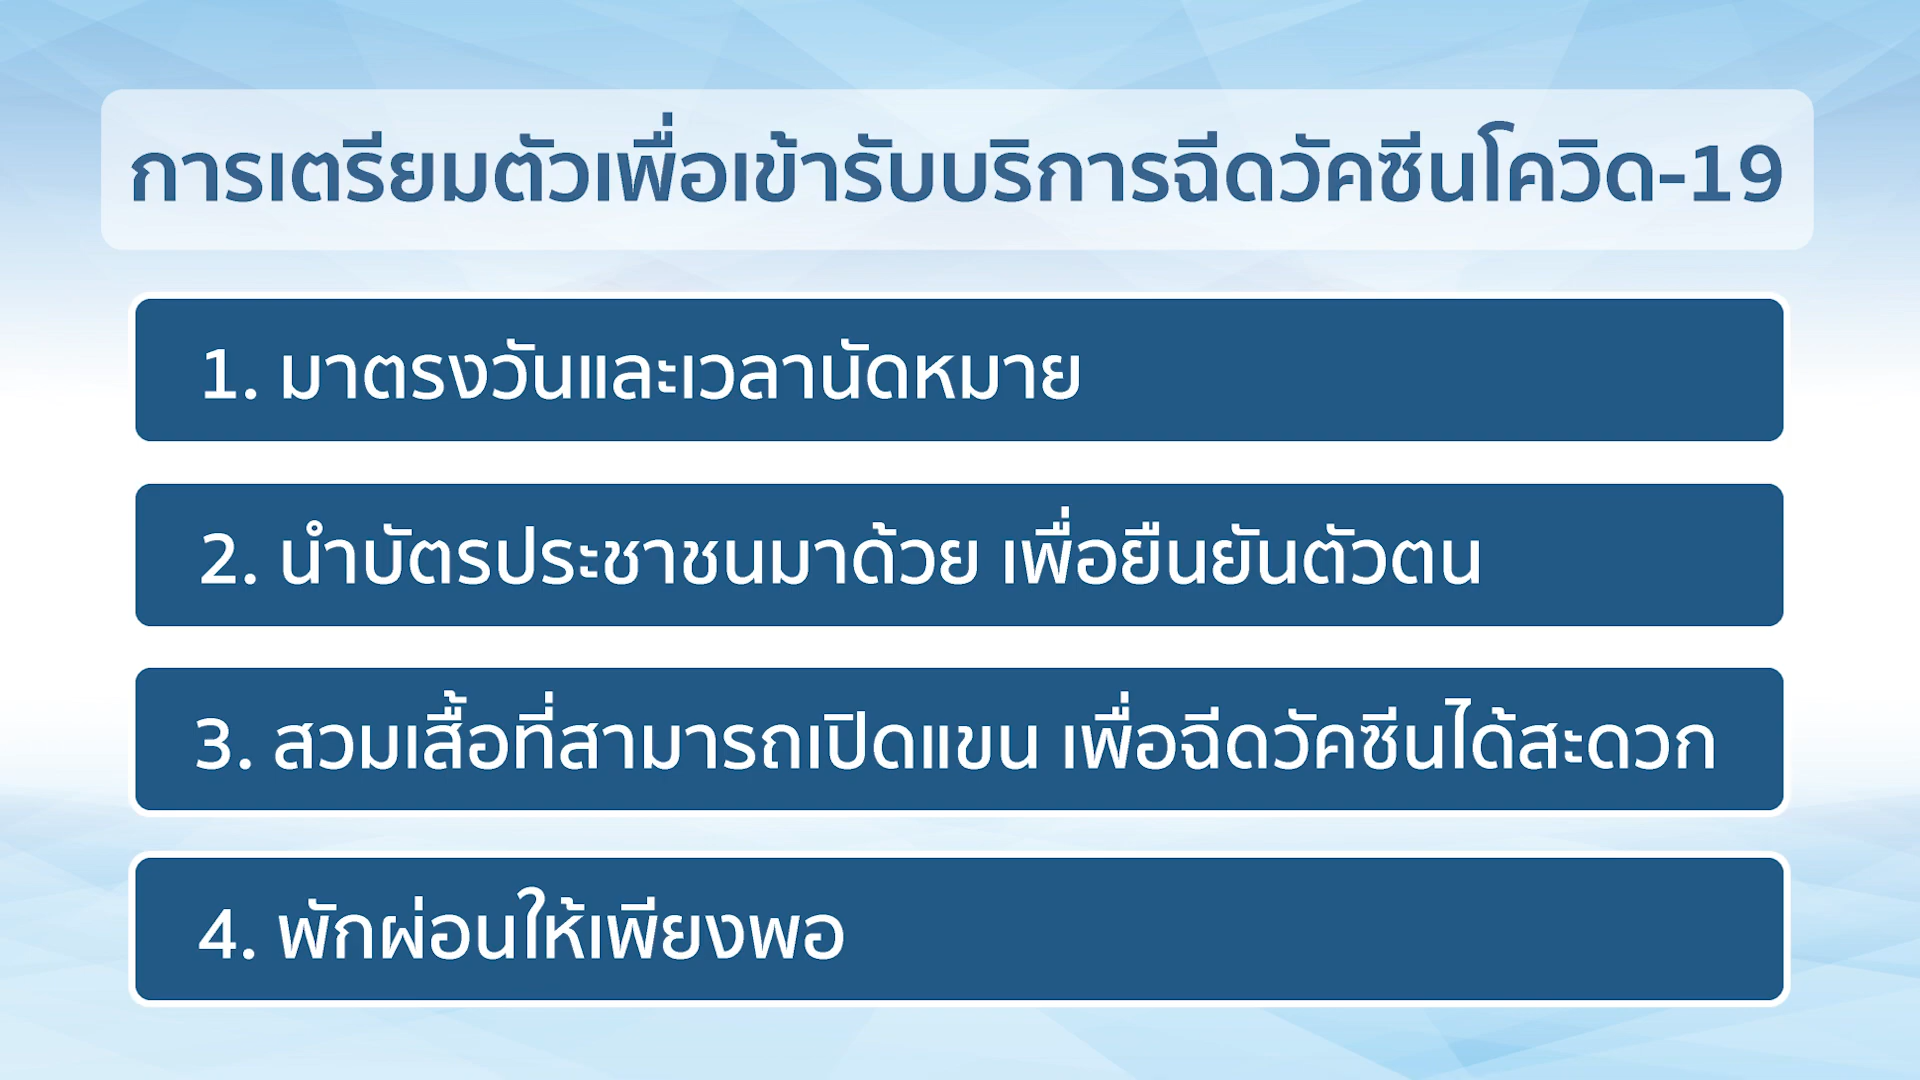 การเตรียมตัวเพื่อเข้ารับบริการฉีดวัคซีนโควิด-19
1. มาตรงวันและเวลานัดหมาย
2. นำบัตรประชาชนมาด้วย เพื่อยืนยันตัวตน
3. สวมเสื้อที่สามารถเปิดแขน เพื่อฉีดวัคซีนได้สะดวก
4. พักผ่อนให้เพียงพอ